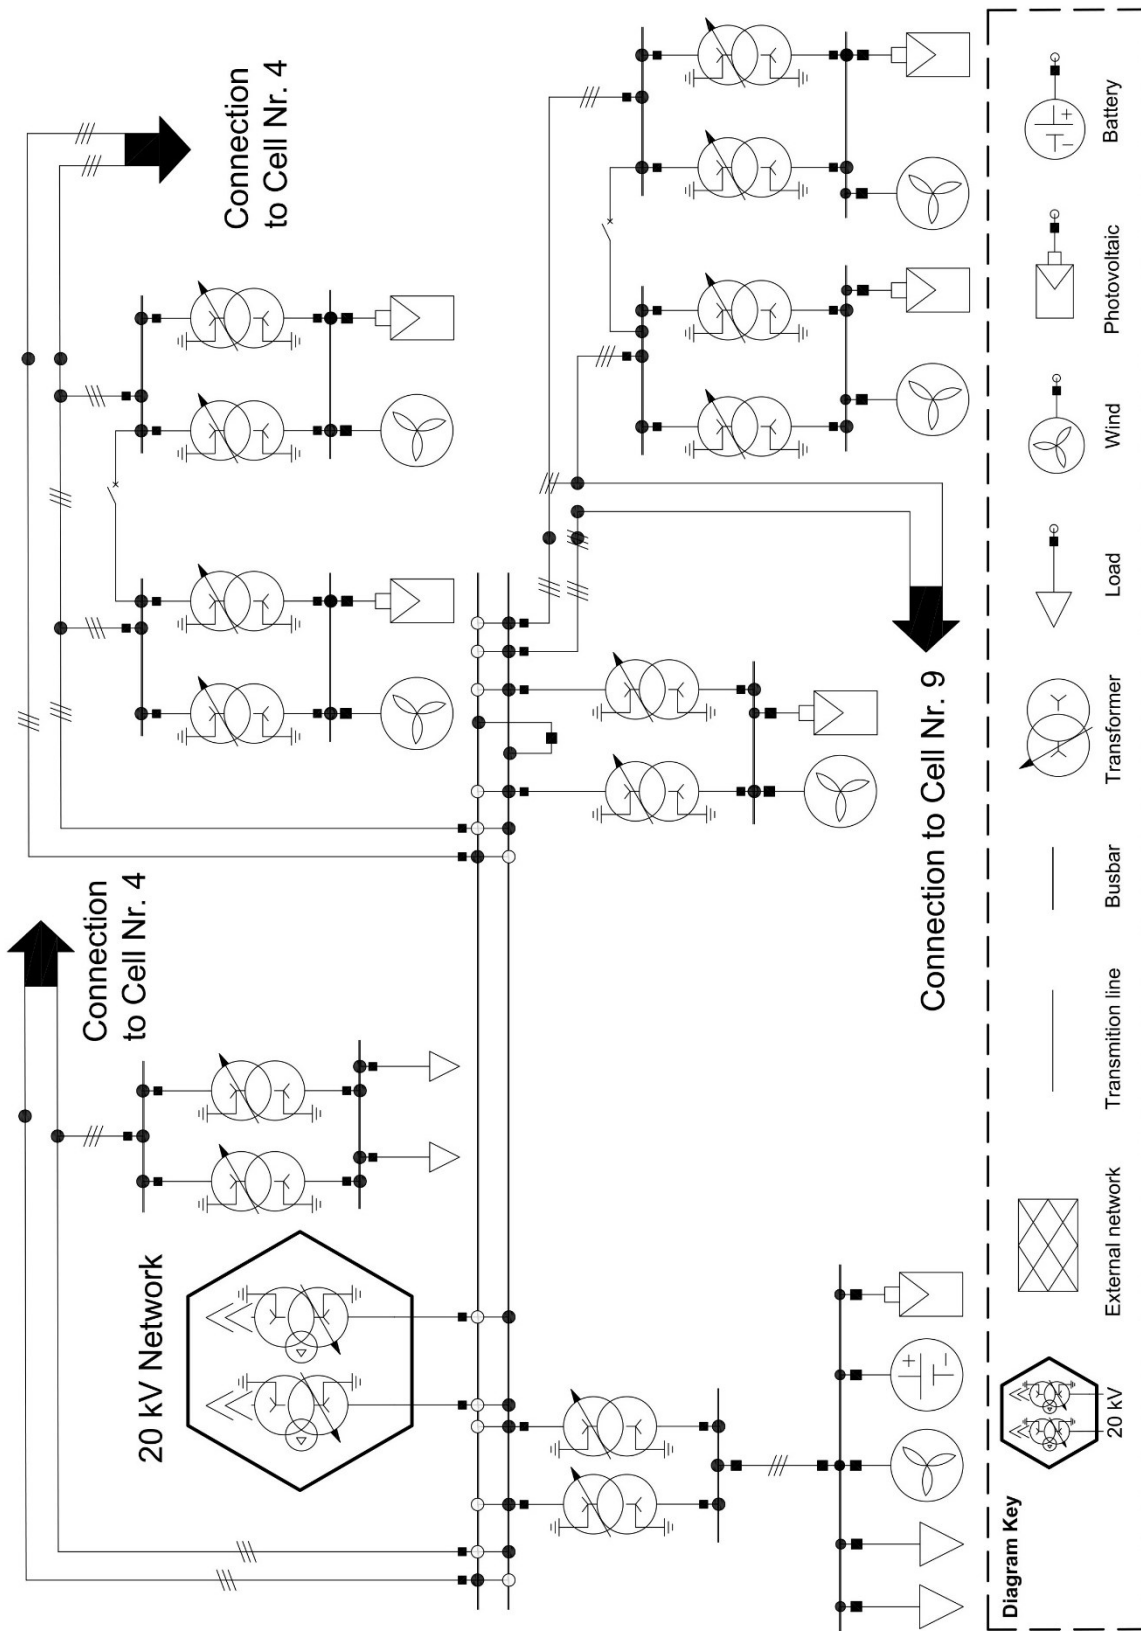 Connection
to Cell Nr. 4
Connection
to Cell Nr. 4
20 kV Network
Connection to Cell Nr. 9
Diagram Key
20 kV
External network
Transmition line
Busbar
Transformer
Load
Wind
Photovoltaic
Battery